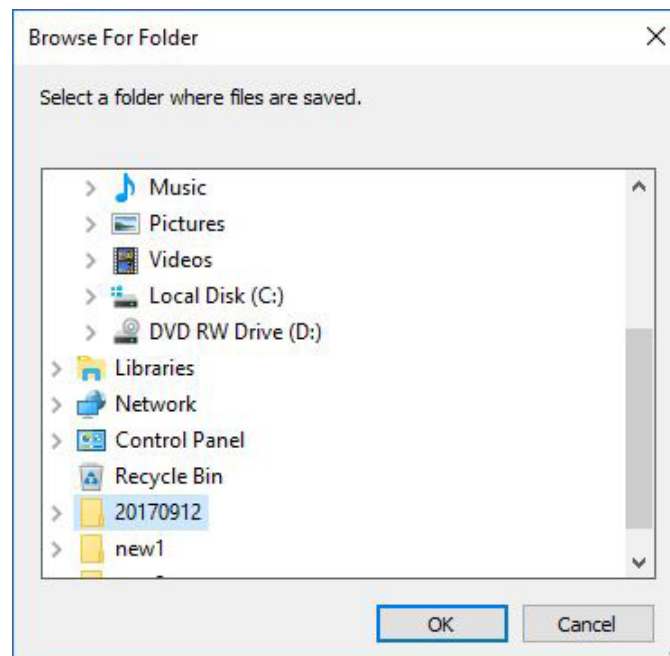 Browse For Folder
Select a folder where files are saved.
Music
Pictures
Videos
Local Disk (C:)
DVD RW Drive (D:)
Libraries
Network
Control Panel
Recycle Bin
20170912
new1
OK
Cancel